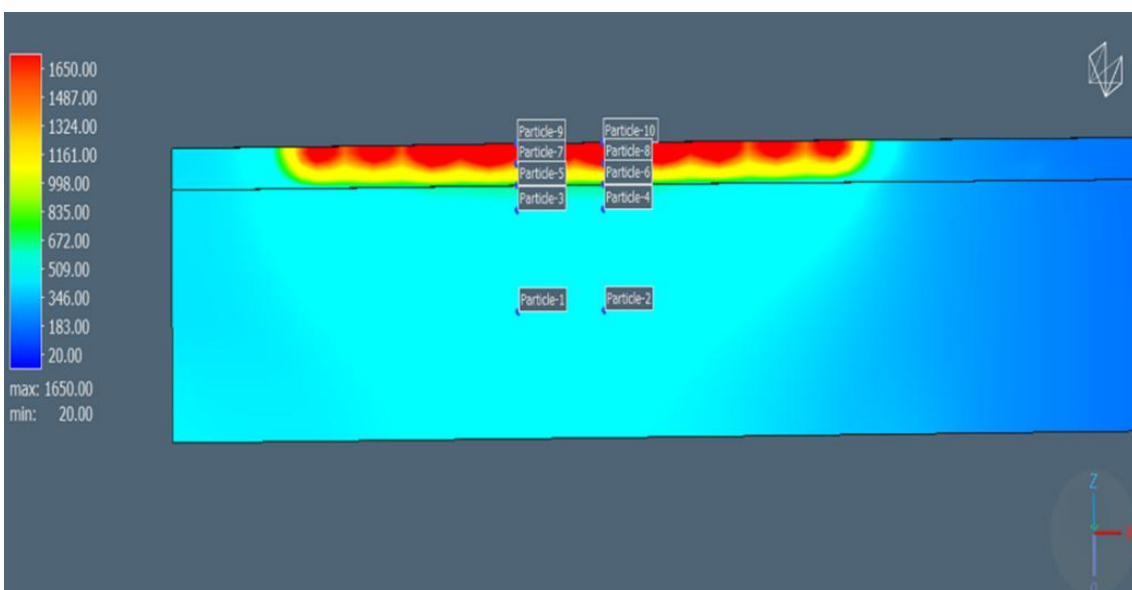 1650.00
1487.00
1324.00
1161.00
998.00
835.00
672.00
509.00
346.00
183.00
20.00
max: 1650.00
min: 20.00
Particle-9 Particle-10
Particle-7 Particle-8
Particle-5 Particle-6
Particle-3 Particle-4
Particle-1 Particle-2
Z